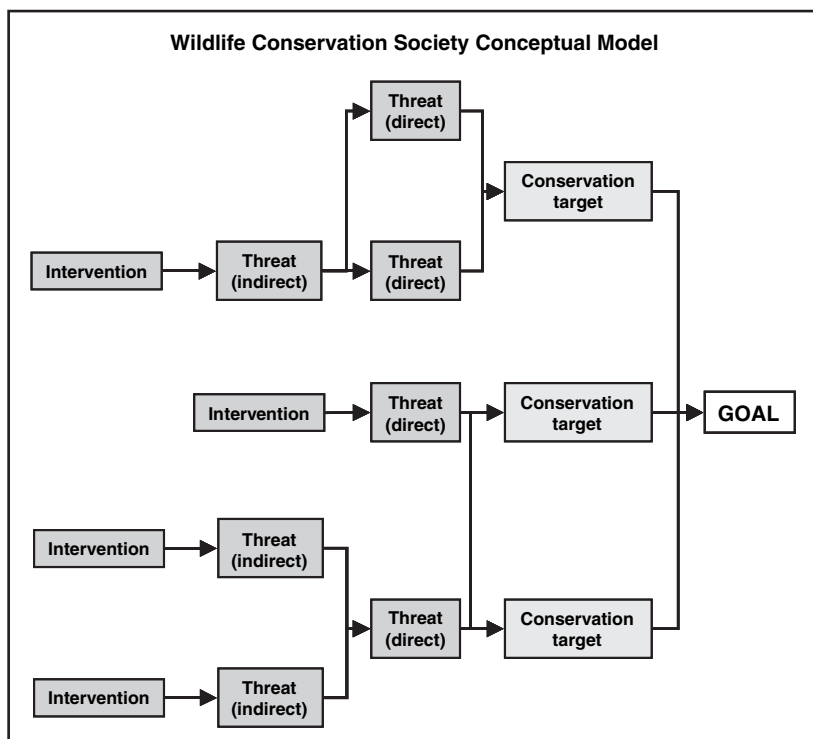 Wildlife Conservation Society Conceptual Model
Threat
(direct)
Conservation
target
Intervention
Threat
(indirect)
Threat
(direct)
Intervention
Threat
(direct)
Conservation
target
GOAL
Intervention
Threat
(indirect)
Threat
(direct)
Conservation
target
Intervention
Threat
(indirect)